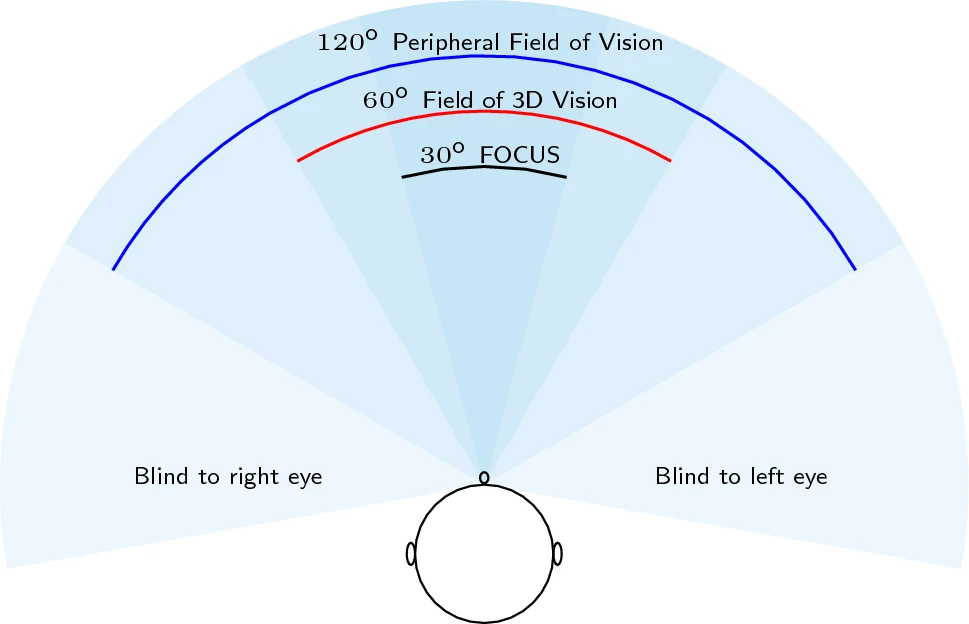 120° Peripheral Field of Vision
60° Field of 3D Vision
30° FOCUS
Blind to right eye
Blind to left eye